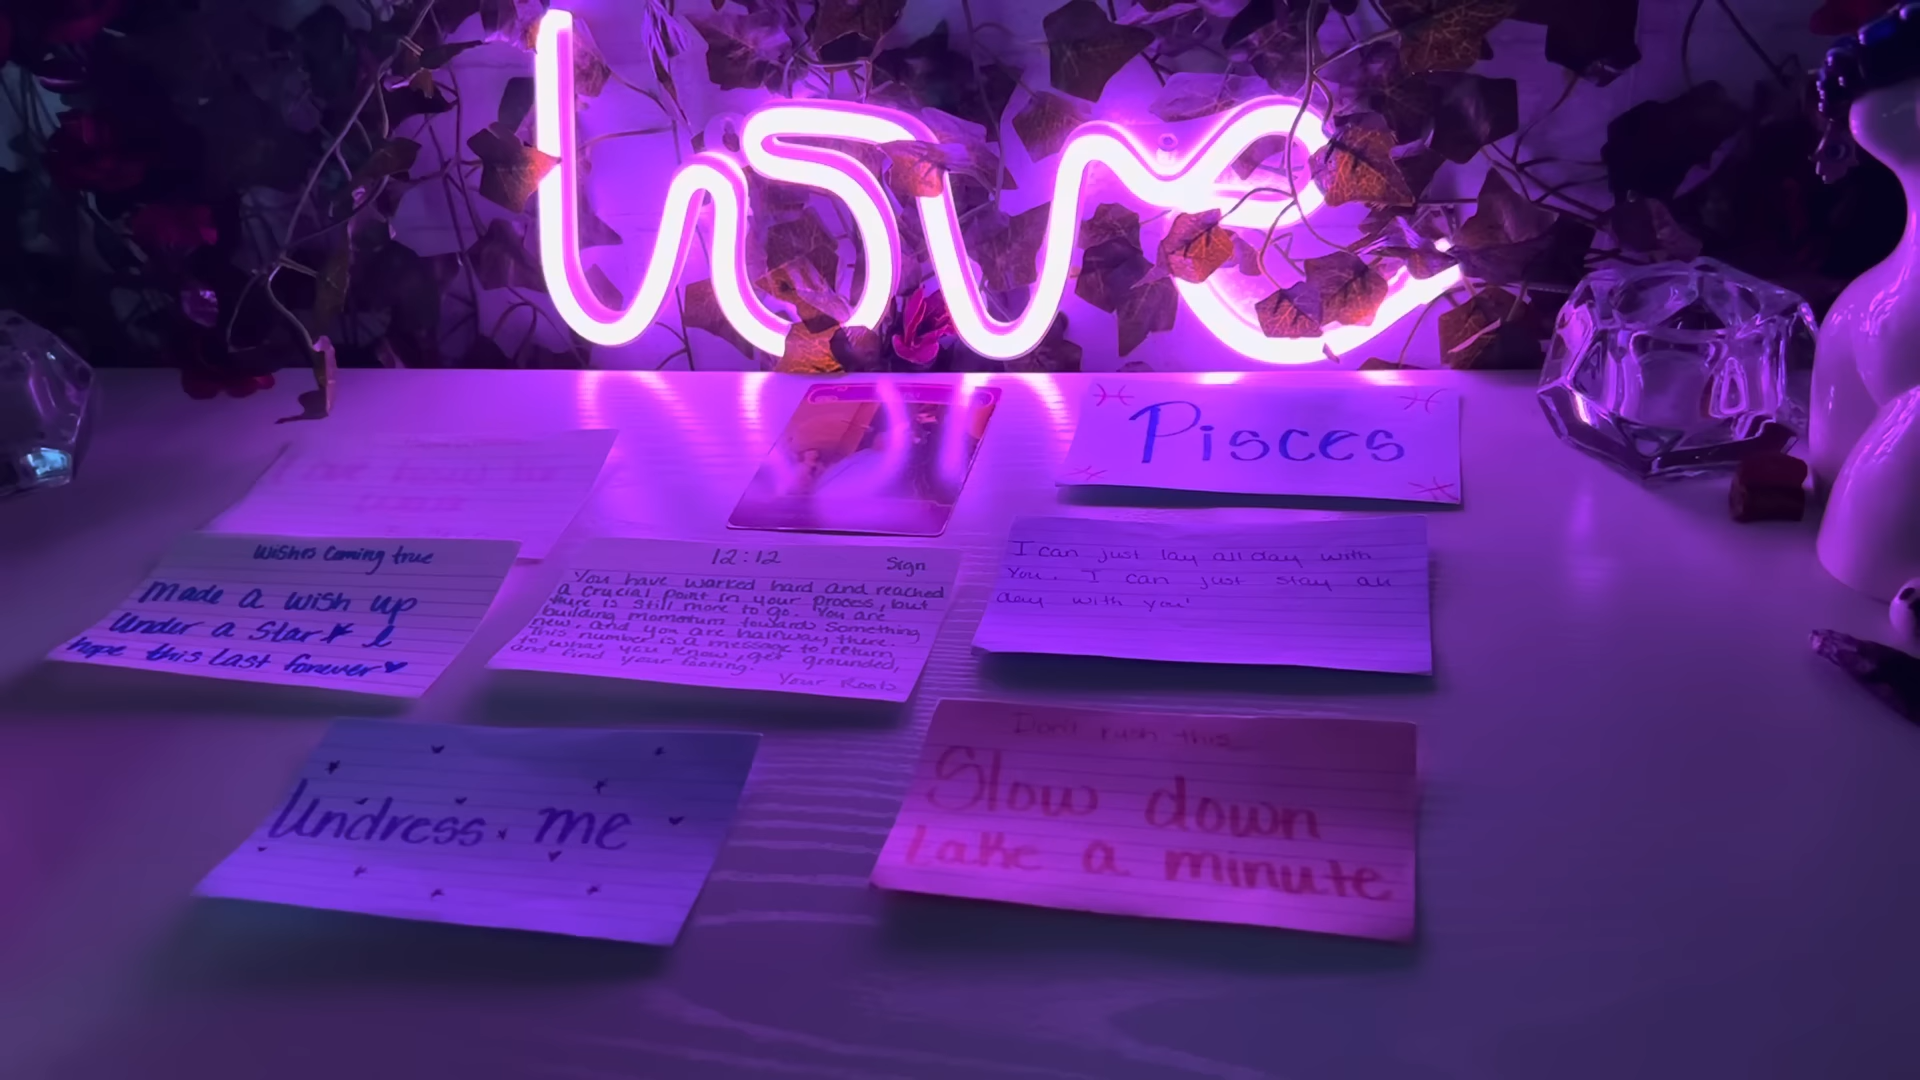 love
Pisces
Wishes Coming true
Made a wish up
Under a Star &
hope this last forever
12:12
Sign
You have worked hard and reached
a crucial point in your process, but
there is still more to go. You are
building momentum towards something
new, and you are halfway there.
This number is a message to return
to what you know, get grounded,
and find your footing.
Your Roots
I can just lay all day with
You. I can just stay all
day with you'
Undress me
Don't rush this
Slow down
take a minute